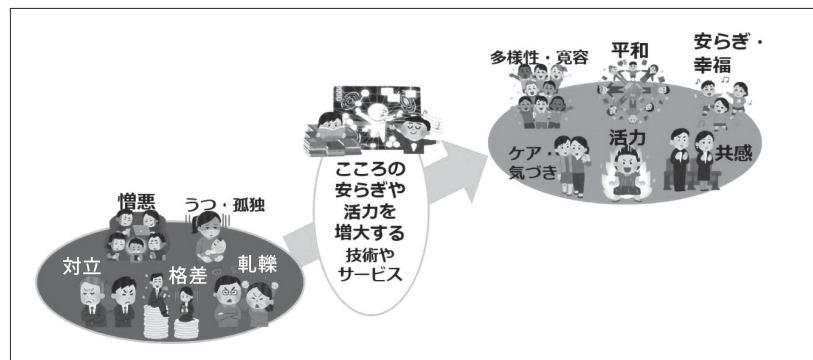 多様性・寛容
平和
安らぎ・
幸福
ケア・
気づき
活力
共感
こころの
安らぎや
活力を
増大する
技術や
サービス
憎悪
うつ・孤独
対立
格差
軋轢